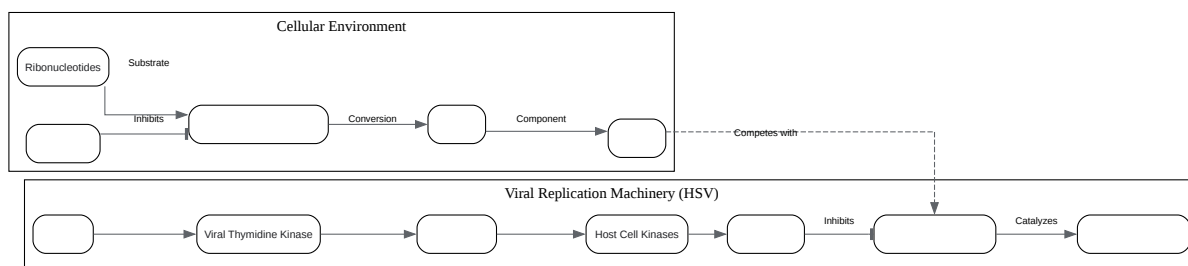 Cellular Environment
Ribonucleotides
Substrate
Inhibits
Conversion
Component
Competes with
Viral Replication Machinery (HSV)
Viral Thymidine Kinase
Host Cell Kinases
Inhibits
Catalyzes